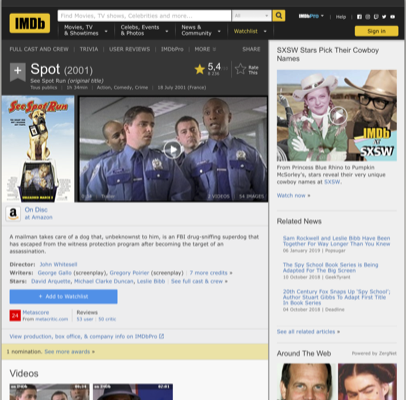 IMDb
Find Movies, TV shows, Celebrities and more...
All
IMDbPro
Help
Movies, TV & Showtimes
Celebs, Events & Photos
News & Community
Watchlist
Sign in
FULL CAST AND CREW | TRIVIA | USER REVIEWS | IMDbPro | MORE
SHARE
Spot (2001)
See Spot Run (original title)
Tous publics | 1h 34min | Action, Comedy, Crime | 18 July 2001 (France)
5,4
Rate This
See Spot Run
2 VIDEOS | 54 IMAGES
On Disc
at Amazon
A mailman takes care of a dog that, unbeknownst to him, is an FBI drug-sniffing superdog that
has escaped from the witness protection program after becoming the target of an
assassination.
Director: John Whitesell
Writers: George Gallo (screenplay), Gregory Poirier (screenplay) | 7 more credits »
Stars: David Arquette, Michael Clarke Duncan, Leslie Bibb | See full cast & crew »
+ Add to Watchlist
24
Metascore
From metacritic.com
Reviews
View production, box office, & company info on IMDbPro
1 nomination. See more awards »
Videos
SXSW Stars Pick Their Cowboy
Names
IMDb
SXSW
From Princess Blue Rhino to Pumpkin
McSorley's, stars reveal their very unique
cowboy names at SXSW.
Watch now »
Related News
Sam Rockwell and Leslie Bibb Have Been
Together For Way Longer Than You Knew
06 January 2019 | Popsugar
The Spy School Book Series is Being
Adapted For The Big Screen
10 October 2018 | GeekTyrant
20th Century Fox Snaps Up 'Spy School';
Author Stuart Gibbs To Adapt First Title
In Book Series
04 October 2018 | Deadline
See all related articles »
Around The Web
Powered by ZergNet